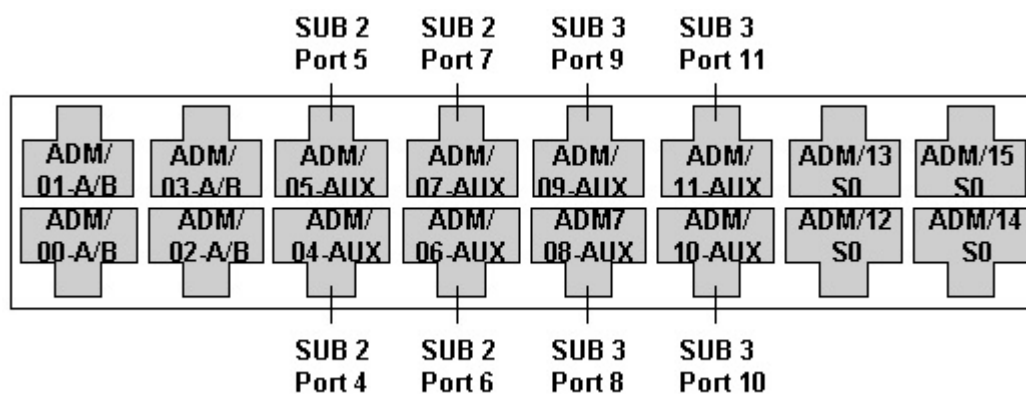 SUB 2 SUB 2 SUB 3 SUB 3
Port 5 Port 7 Port 9 Port 11
ADM/ ADM/ ADM/ ADM/ ADM/ ADM/ ADM/13 ADM/15
01-A/B 03-A/B 05-AUX 07-AUX 09-AUX 11-AUX S0 S0
ADM/ ADM/ ADM/ ADM/ ADM7 ADM/ ADM/12 ADM/14
00-A/B 02-A/B 04-AUX 06-AUX 08-AUX 10-AUX S0 S0
SUB 2 SUB 2 SUB 3 SUB 3
Port 4 Port 6 Port 8 Port 10